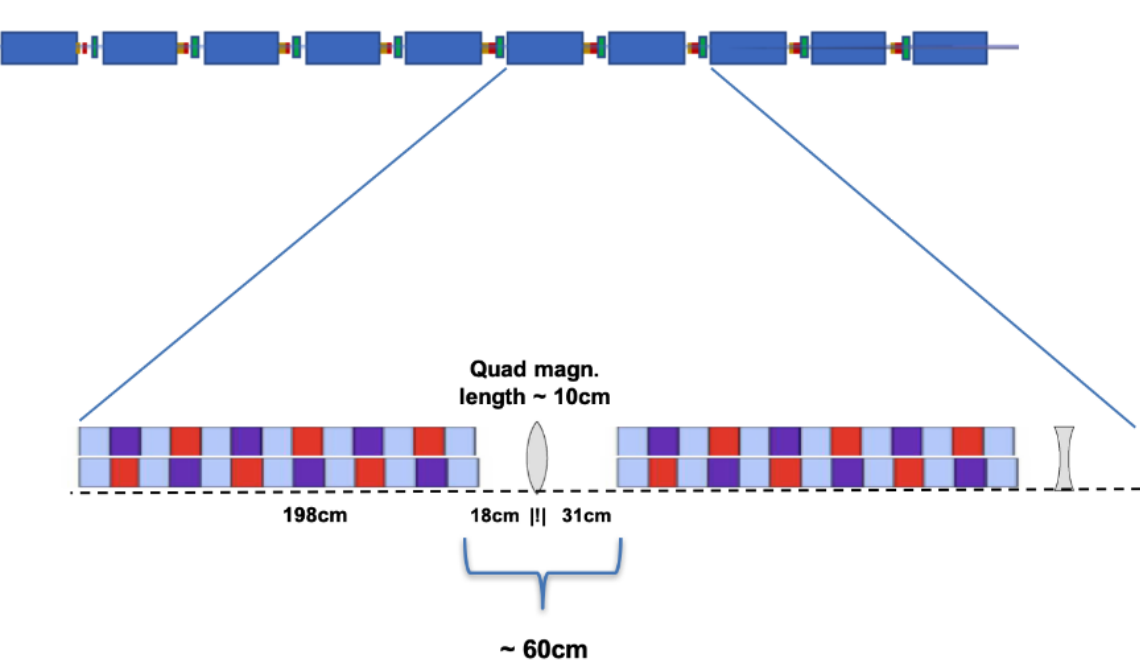 Quad magn.
length ~ 10cm
198cm
18cm |!| 31cm
~ 60cm